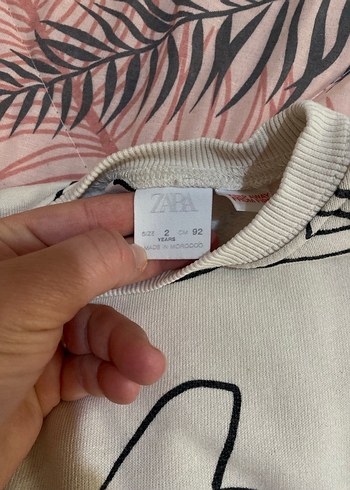 ZARA
SIZE 2 CM 92
YEARS
MADE IN MOROCCO